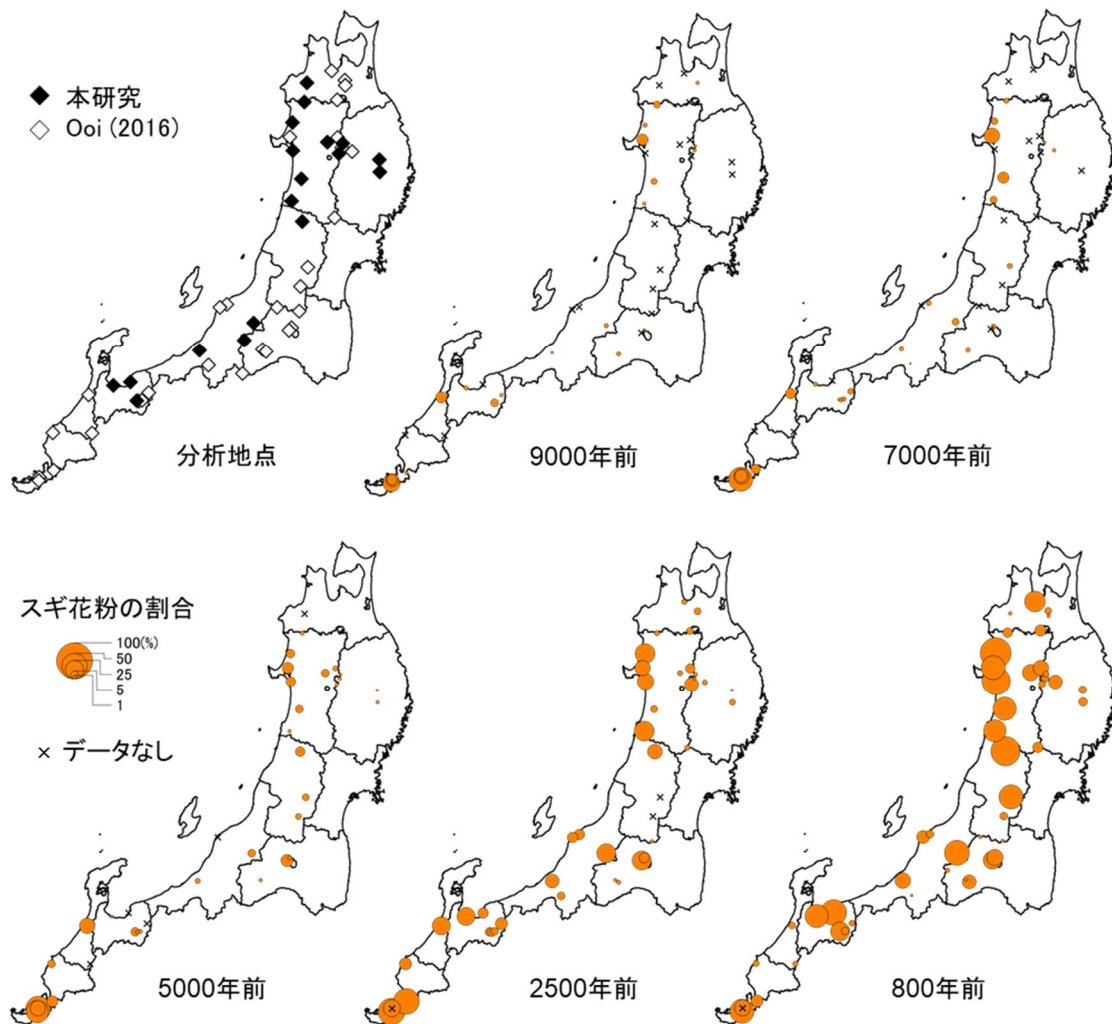 本研究
Ooi (2016)
分析地点
9000年前
7000年前
スギ花粉の割合
100(%)
50
25
5
1
× データなし
5000年前
2500年前
800年前